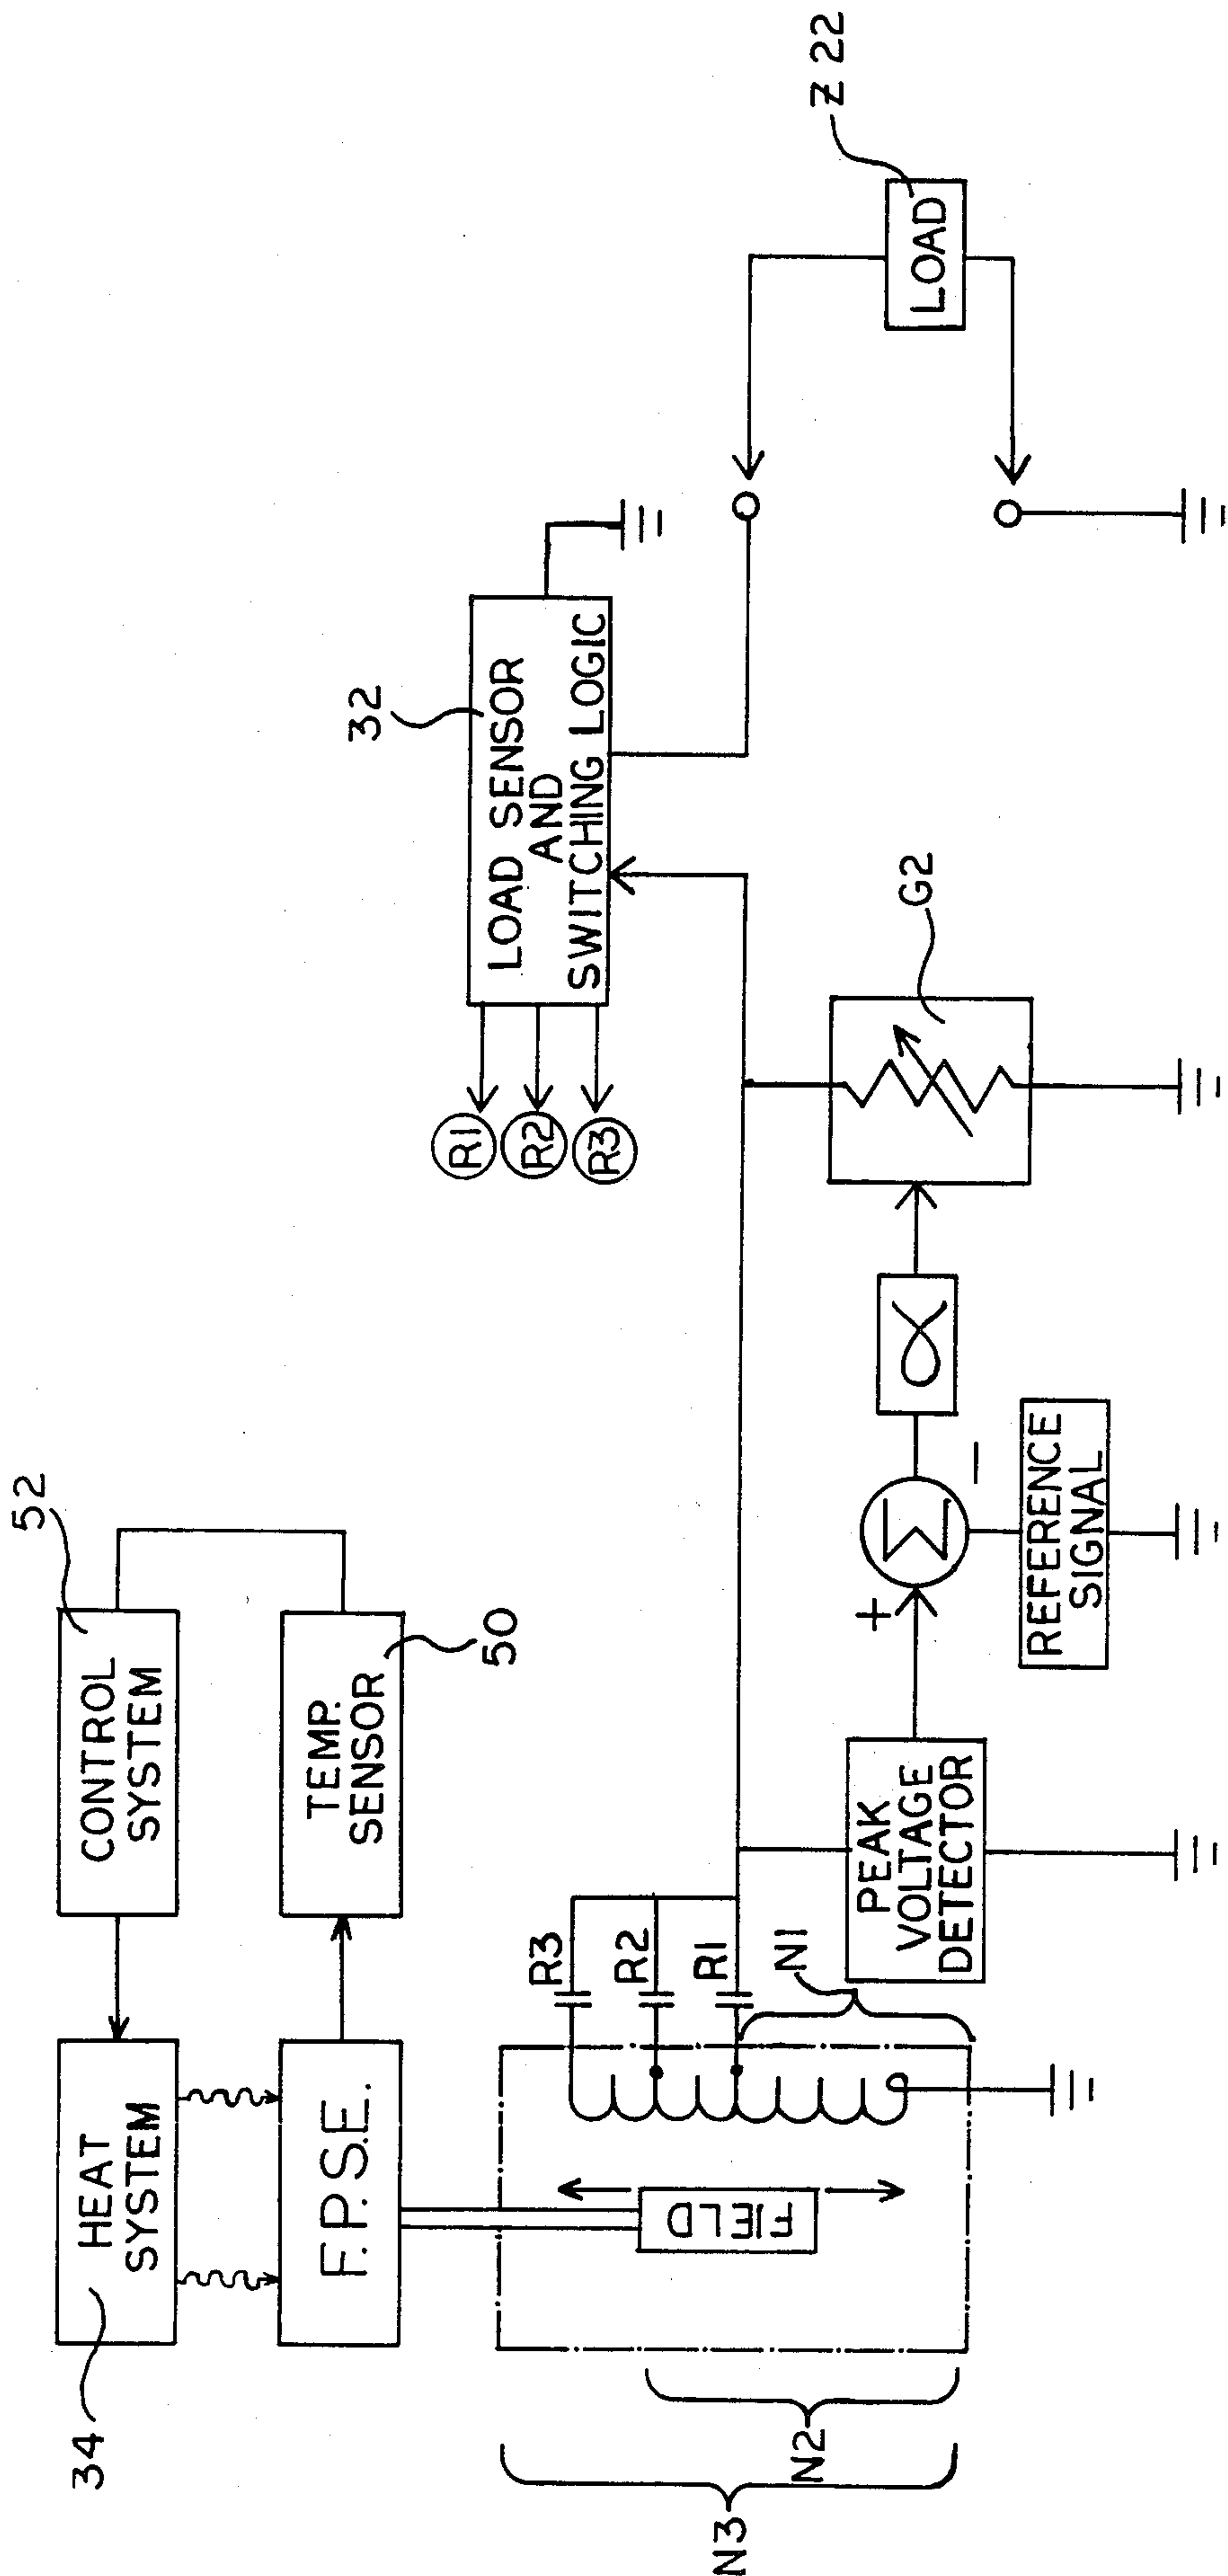 52
CONTROL
SYSTEM
HEAT
SYSTEM
34
TEMP.
SENSOR
50
F.P.S.E.
FIELD
R3
R2
R1
N1
N2
N3
32
LOAD SENSOR
AND
SWITCHING LOGIC
R1
R2
R3
PEAK
VOLTAGE
DETECTOR
+
Σ
−
REFERENCE
SIGNAL
α
G2
LOAD
Z 22